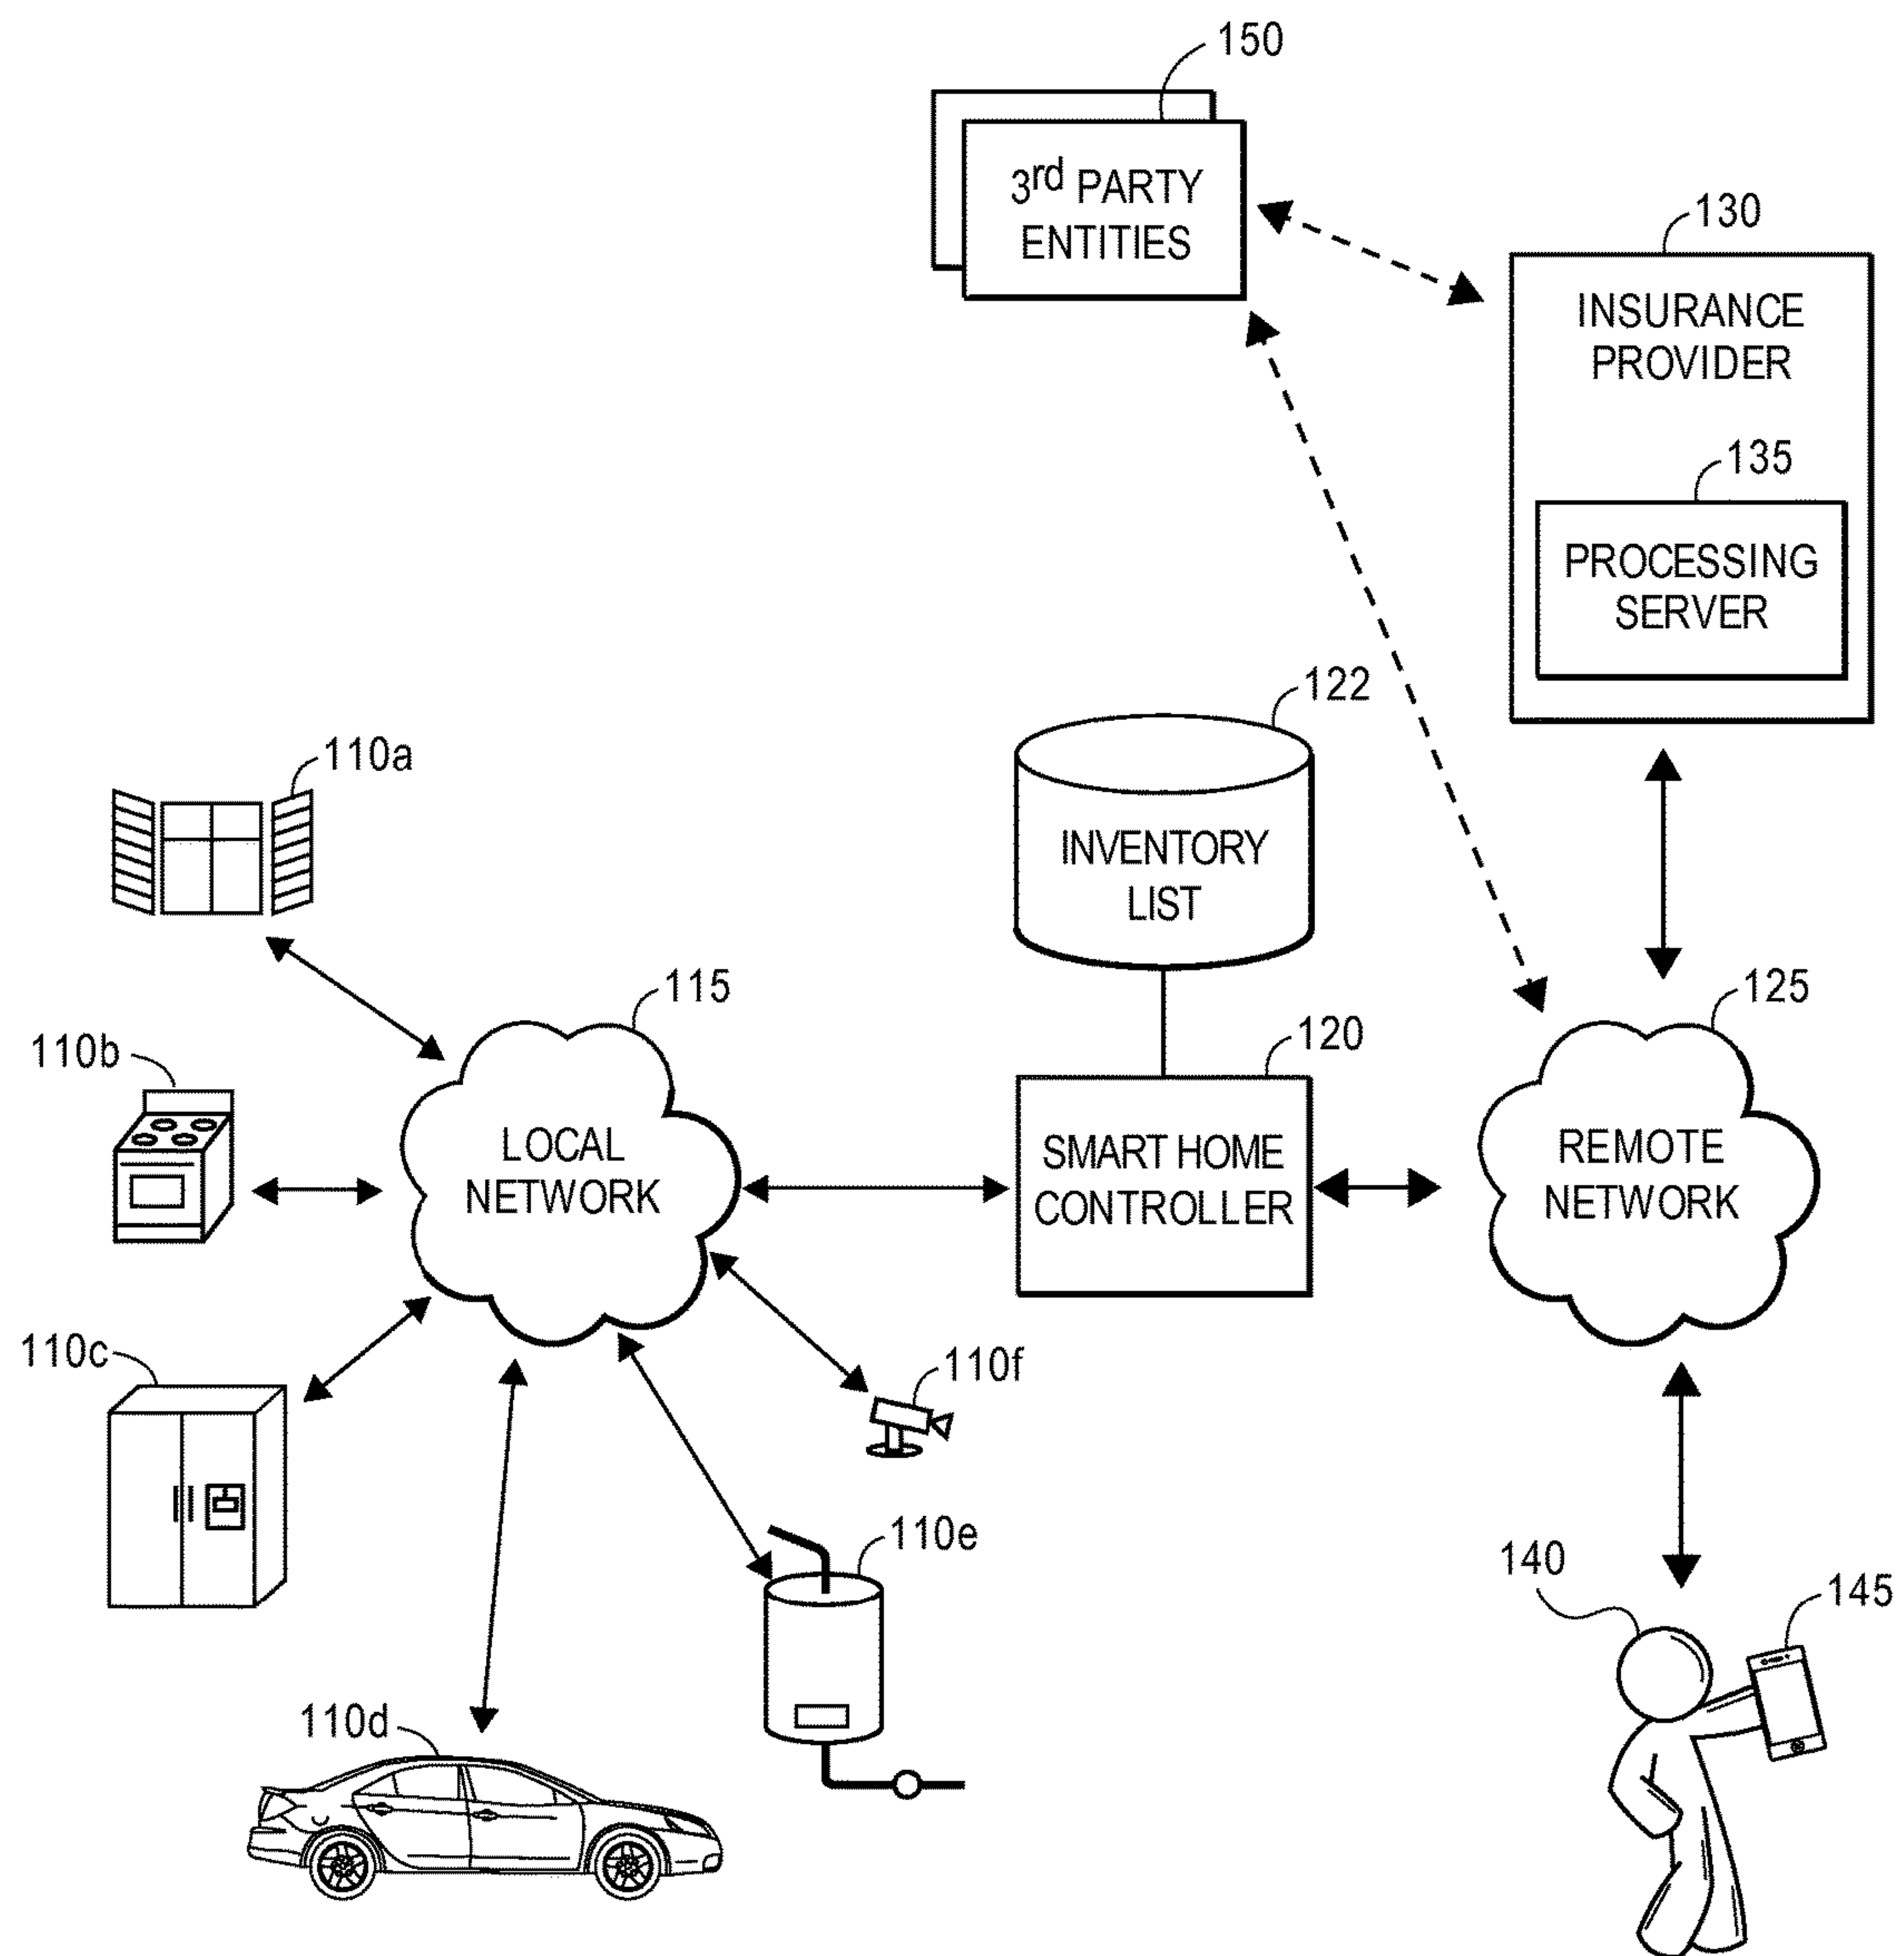 150
3rd PARTY
ENTITIES
130
INSURANCE
PROVIDER
135
PROCESSING
SERVER
122
INVENTORY
LIST
110a
115
125
110b
120
LOCAL
NETWORK
SMART HOME
CONTROLLER
REMOTE
NETWORK
110c
110f
110e
140
145
110d